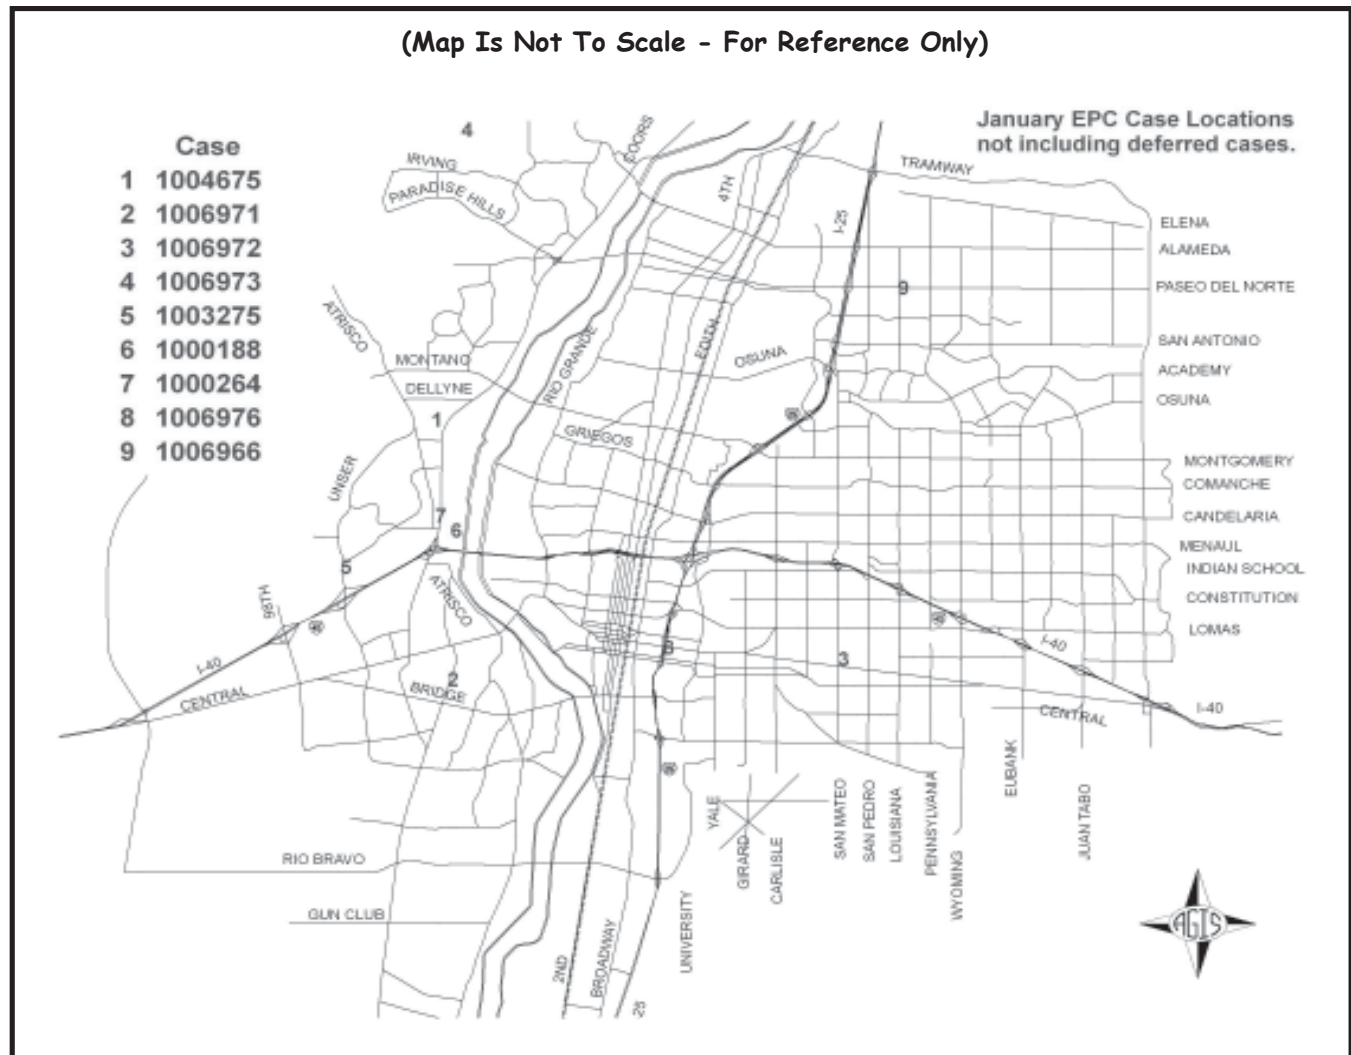 (Map Is Not To Scale - For Reference Only)
January EPC Case Locations
not including deferred cases.
Case
1 1004675
2 1006971
3 1006972
4 1006973
5 1003275
6 1000188
7 1000264
8 1006976
9 1006966
4
IRVING
PARADISE HILLS
COORS
4TH
I-25
TRAMWAY
ELENA
ALAMEDA
PASEO DEL NORTE
9
SAN ANTONIO
ACADEMY
OSUNA
ATRISCO
MONTANO
DELLYNE
RIO GRANDE
EDITH
OSUNA
1
GRIEGOS
UNSER
MONTGOMERY
COMANCHE
CANDELARIA
MENAUL
INDIAN SCHOOL
CONSTITUTION
LOMAS
7
6
5
98TH
ATRISCO
I-40
CENTRAL
2
BRIDGE
8
3
I-40
CENTRAL
I-40
EUBANK
JUAN TABO
YALE
GIRARD
CARLISLE
SAN MATEO
SAN PEDRO
LOUISIANA
PENNSYLVANIA
WYOMING
RIO BRAVO
GUN CLUB
2ND
BROADWAY
-25
UNIVERSITY
AGIS